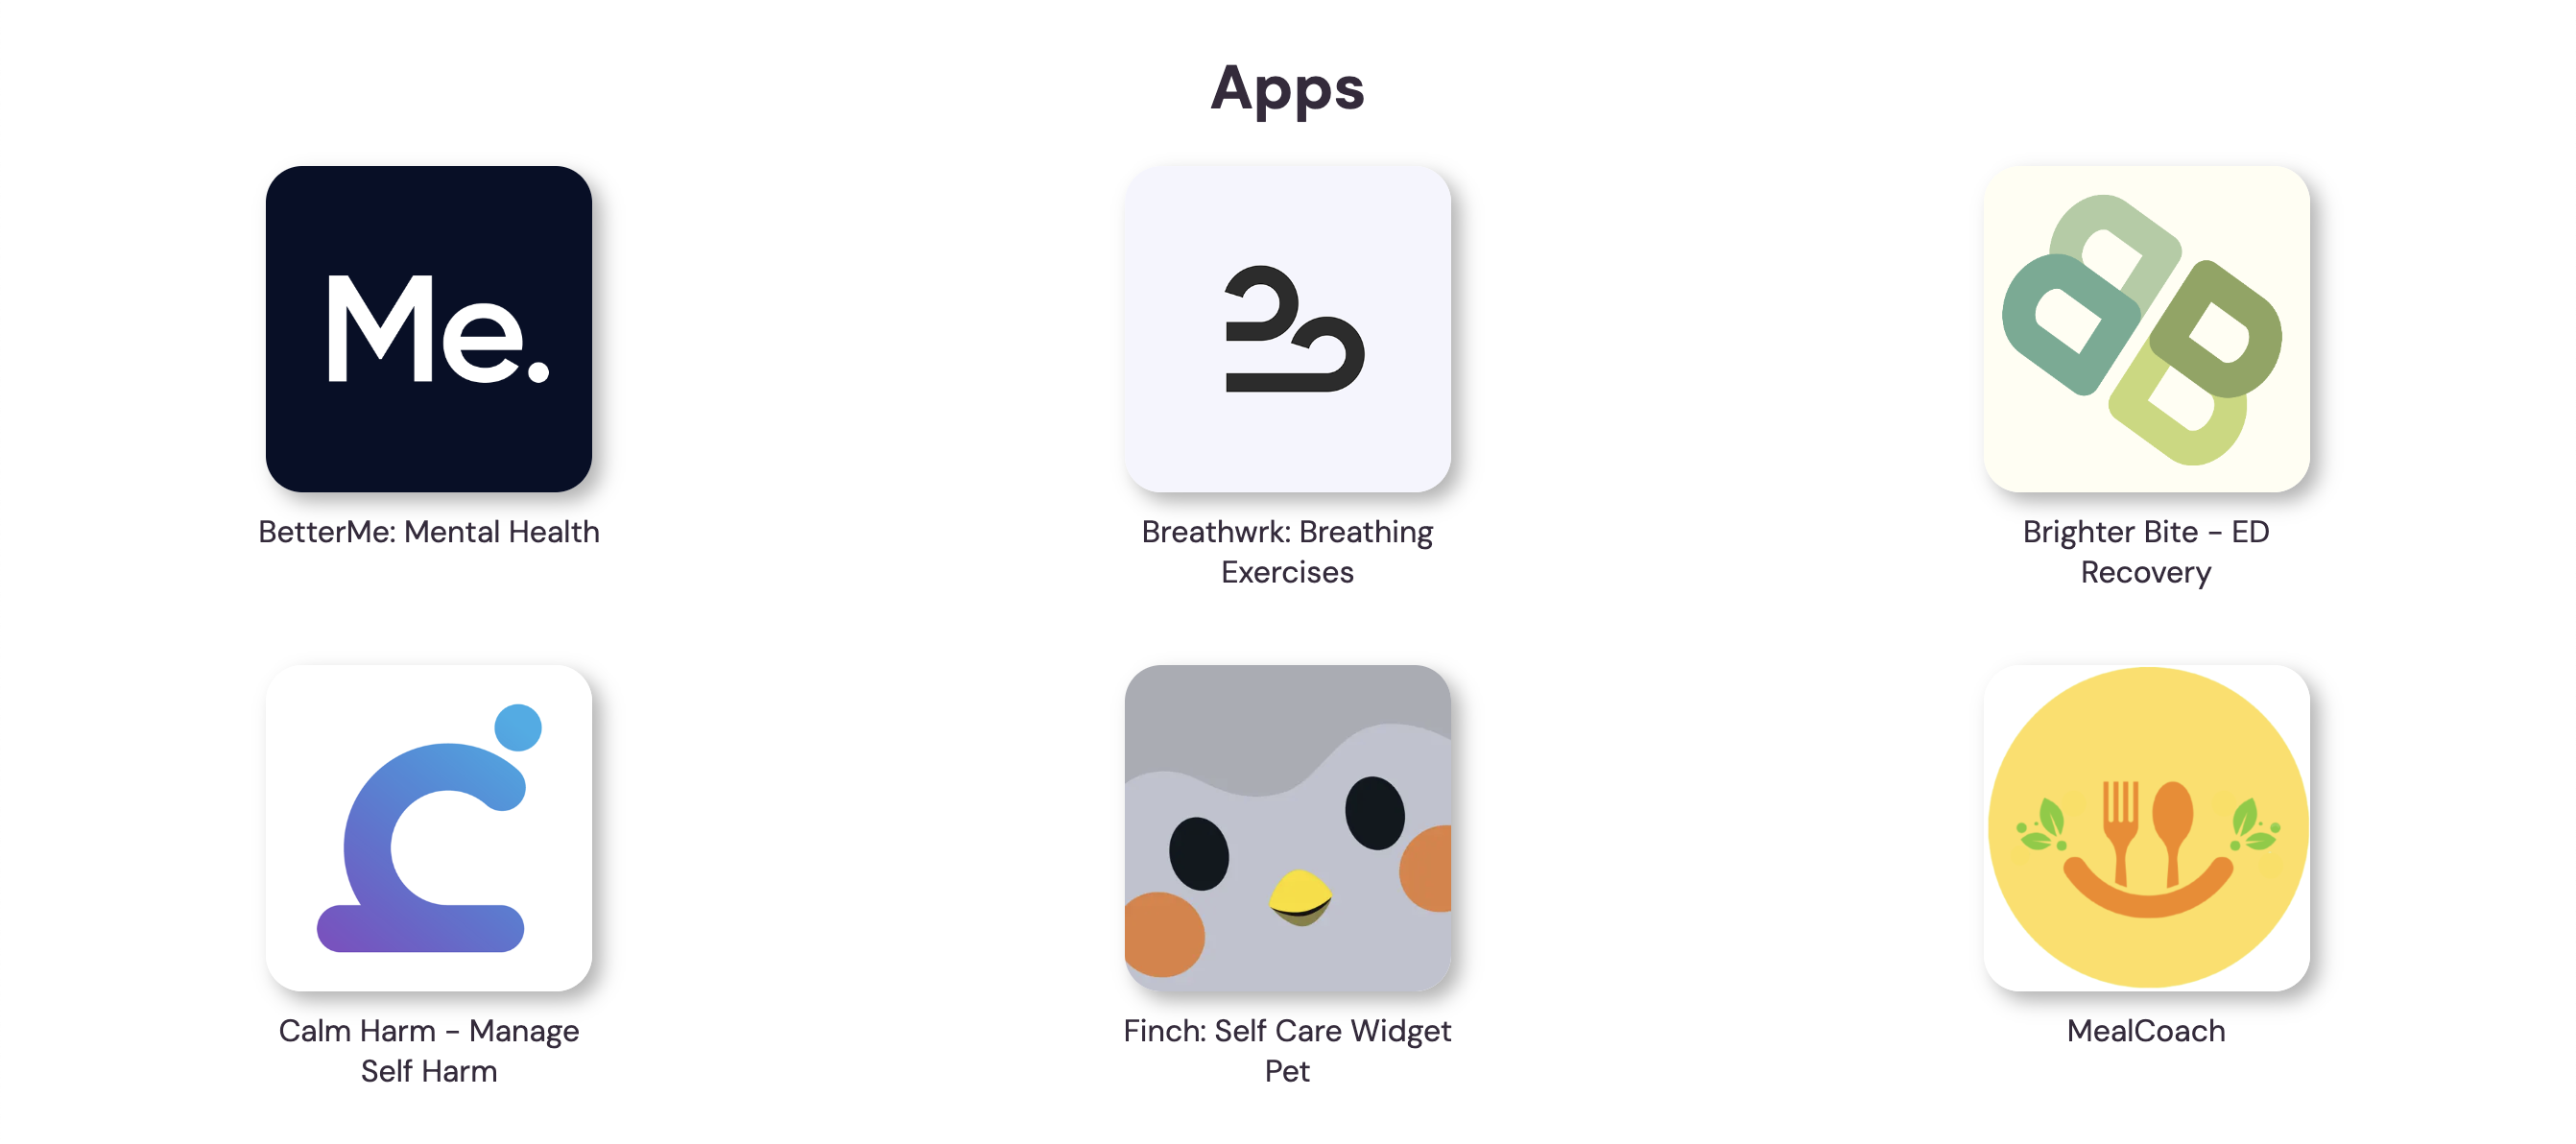 Apps
Me.
BetterMe: Mental Health
Breathwrk: Breathing
Exercises
Brighter Bite - ED
Recovery
Calm Harm - Manage
Self Harm
Finch: Self Care Widget
Pet
MealCoach